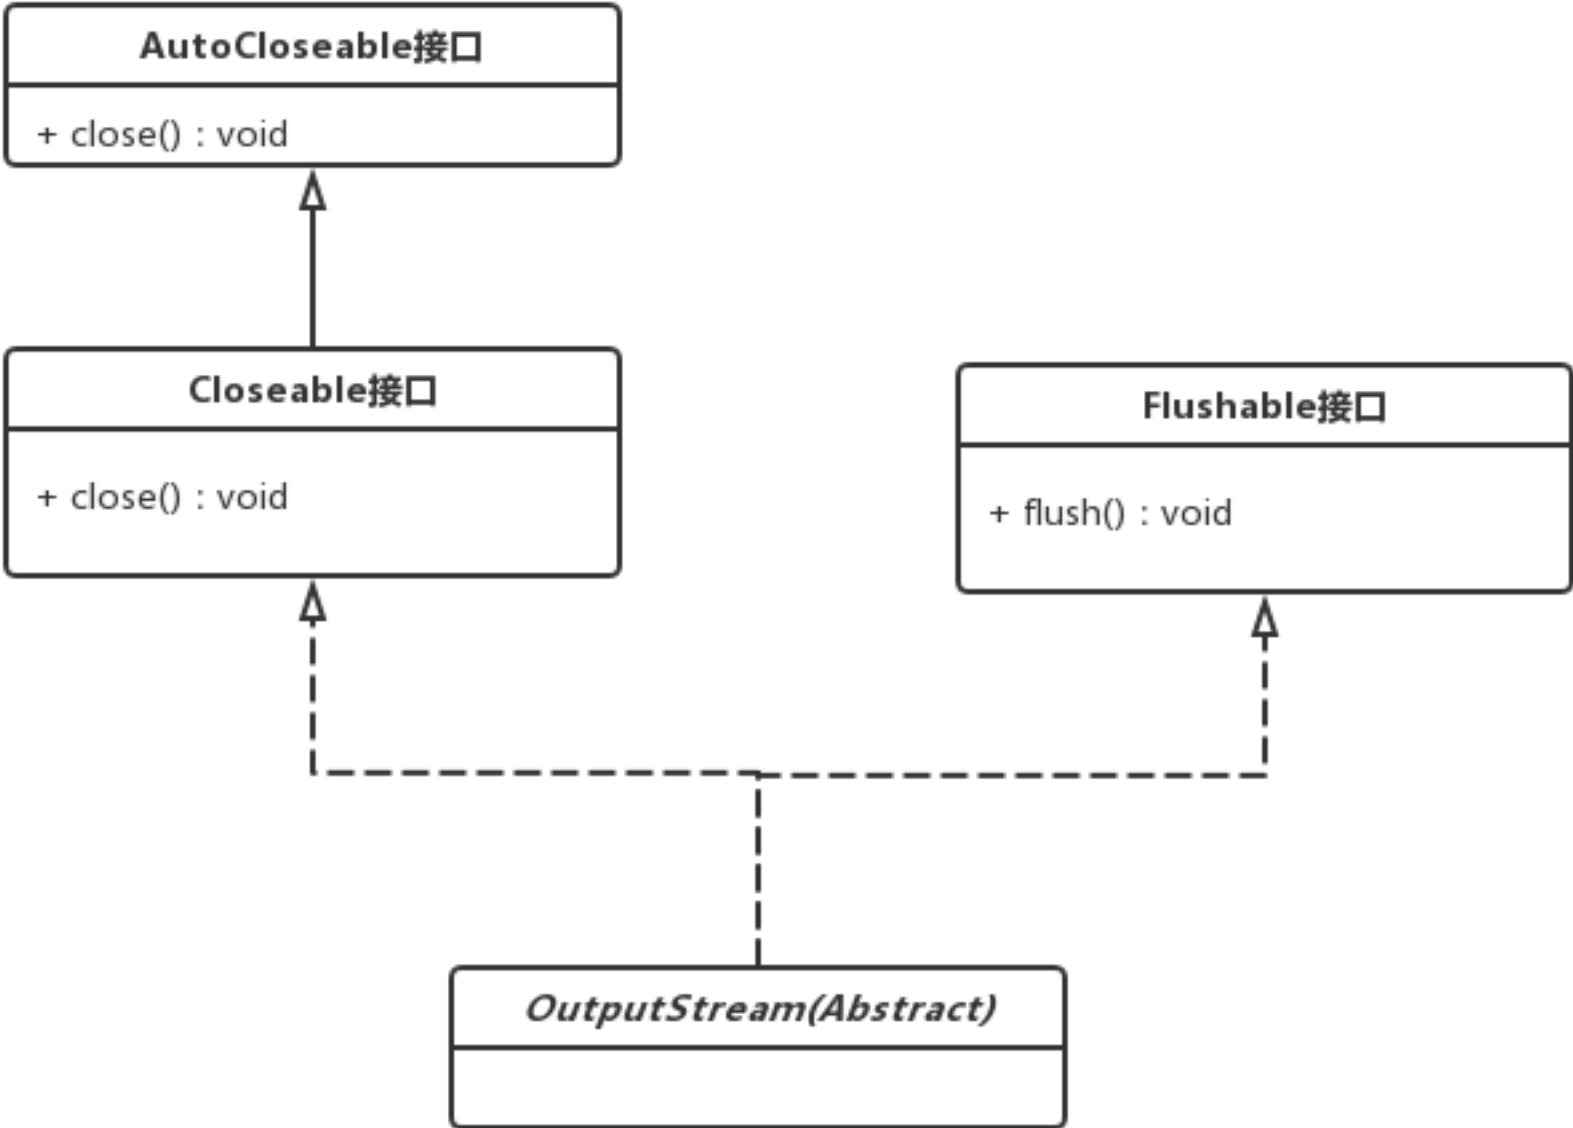 AutoCloseable接口
+ close() : void
Closeable接口
+ close() : void
Flushable接口
+ flush() : void
OutputStream(Abstract)